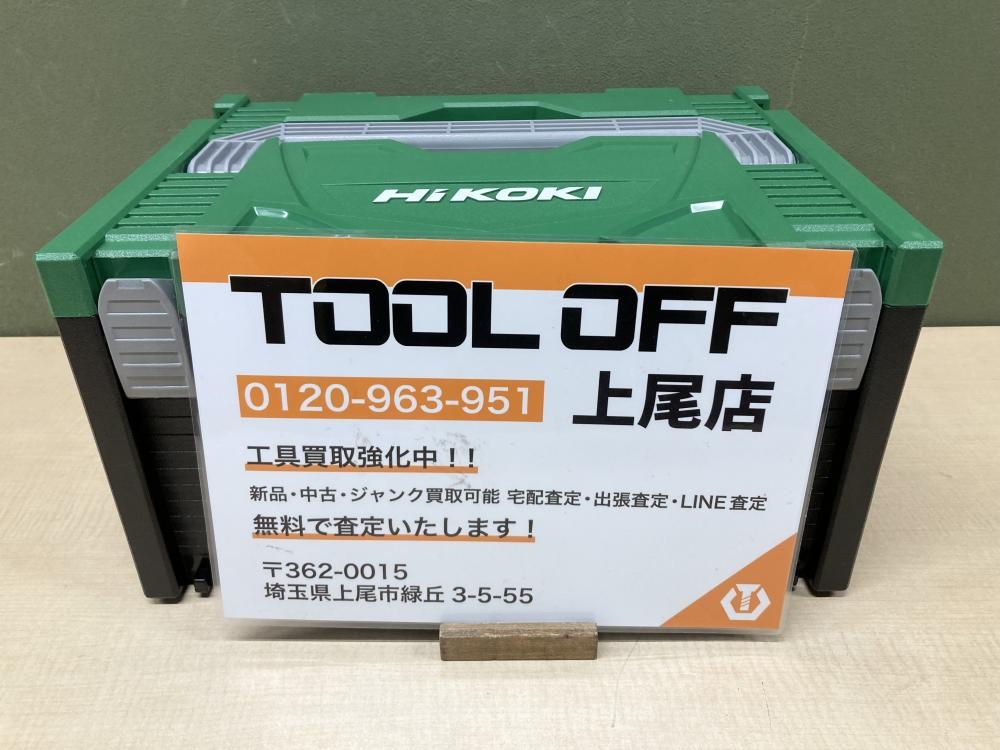 HiKOKI
TOOL OFF
0120-963-951 上尾店
工具買取強化中！！
新品・中古・ジャンク買取可能 宅配査定・出張査定・LINE査定
無料で査定いたします！
〒362-0015
埼玉県上尾市緑丘 3-5-55